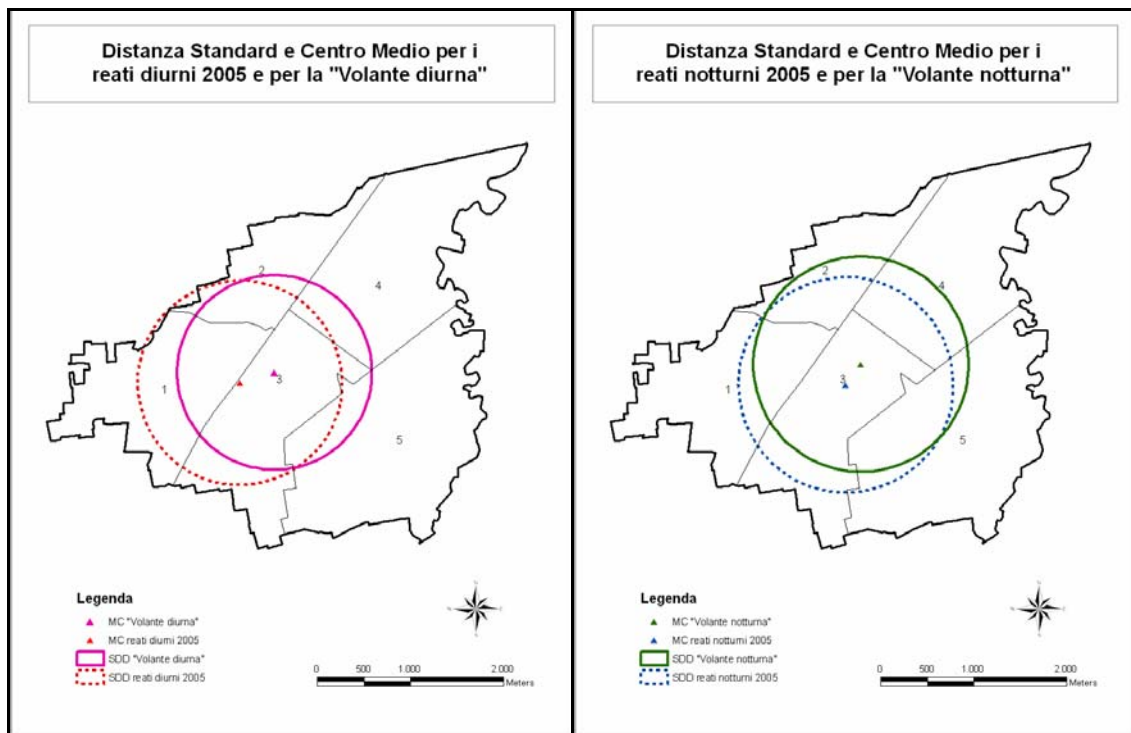 Distanza Standard e Centro Medio per i
reati diurni 2005 e per la "Volante diurna"
2
4
1
3
5
Legenda
MC "Volante diurna"
MC reati diurni 2005
SDD "Volante diurna"
SDD reati diurni 2005
0 500 1.000 2.000
Meters
Distanza Standard e Centro Medio per i
reati notturni 2005 e per la "Volante notturna"
2
4
1
3
5
Legenda
MC "Volante notturna"
MC reati notturni 2005
SDD "Volante notturna"
SDD reati notturni 2005
0 500 1.000 2.000
Meters